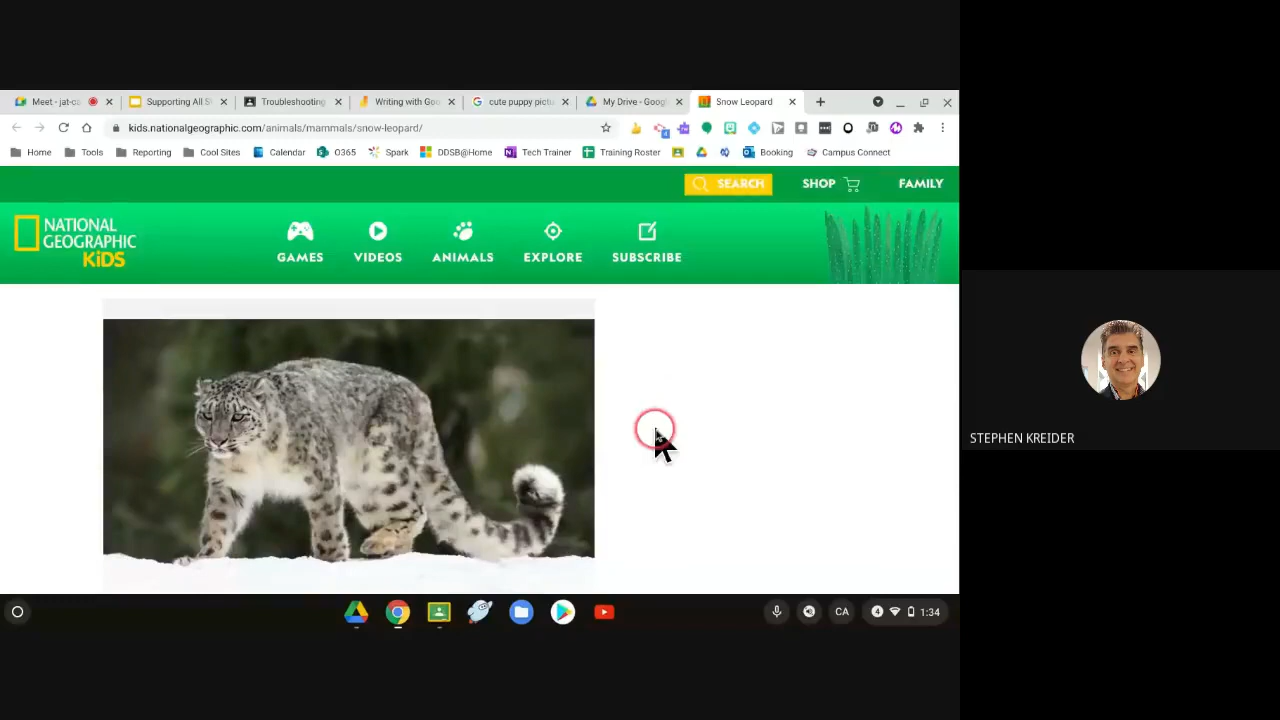 Meet - jat-ca
Supporting All S
Troubleshooting
Writing with Goo
cute puppy pictu
My Drive - Googl
Snow Leopard
kids.nationalgeographic.com/animals/mammals/snow-leopard/
Home
Tools
Reporting
Cool Sites
Calendar
O365
Spark
DDSB@Home
Tech Trainer
Training Roster
Booking
Campus Connect
SEARCH
SHOP
FAMILY
NATIONAL
GEOGRAPHIC
KiDS
GAMES
VIDEOS
ANIMALS
EXPLORE
SUBSCRIBE
STEPHEN KREIDER
CA
4
1:34